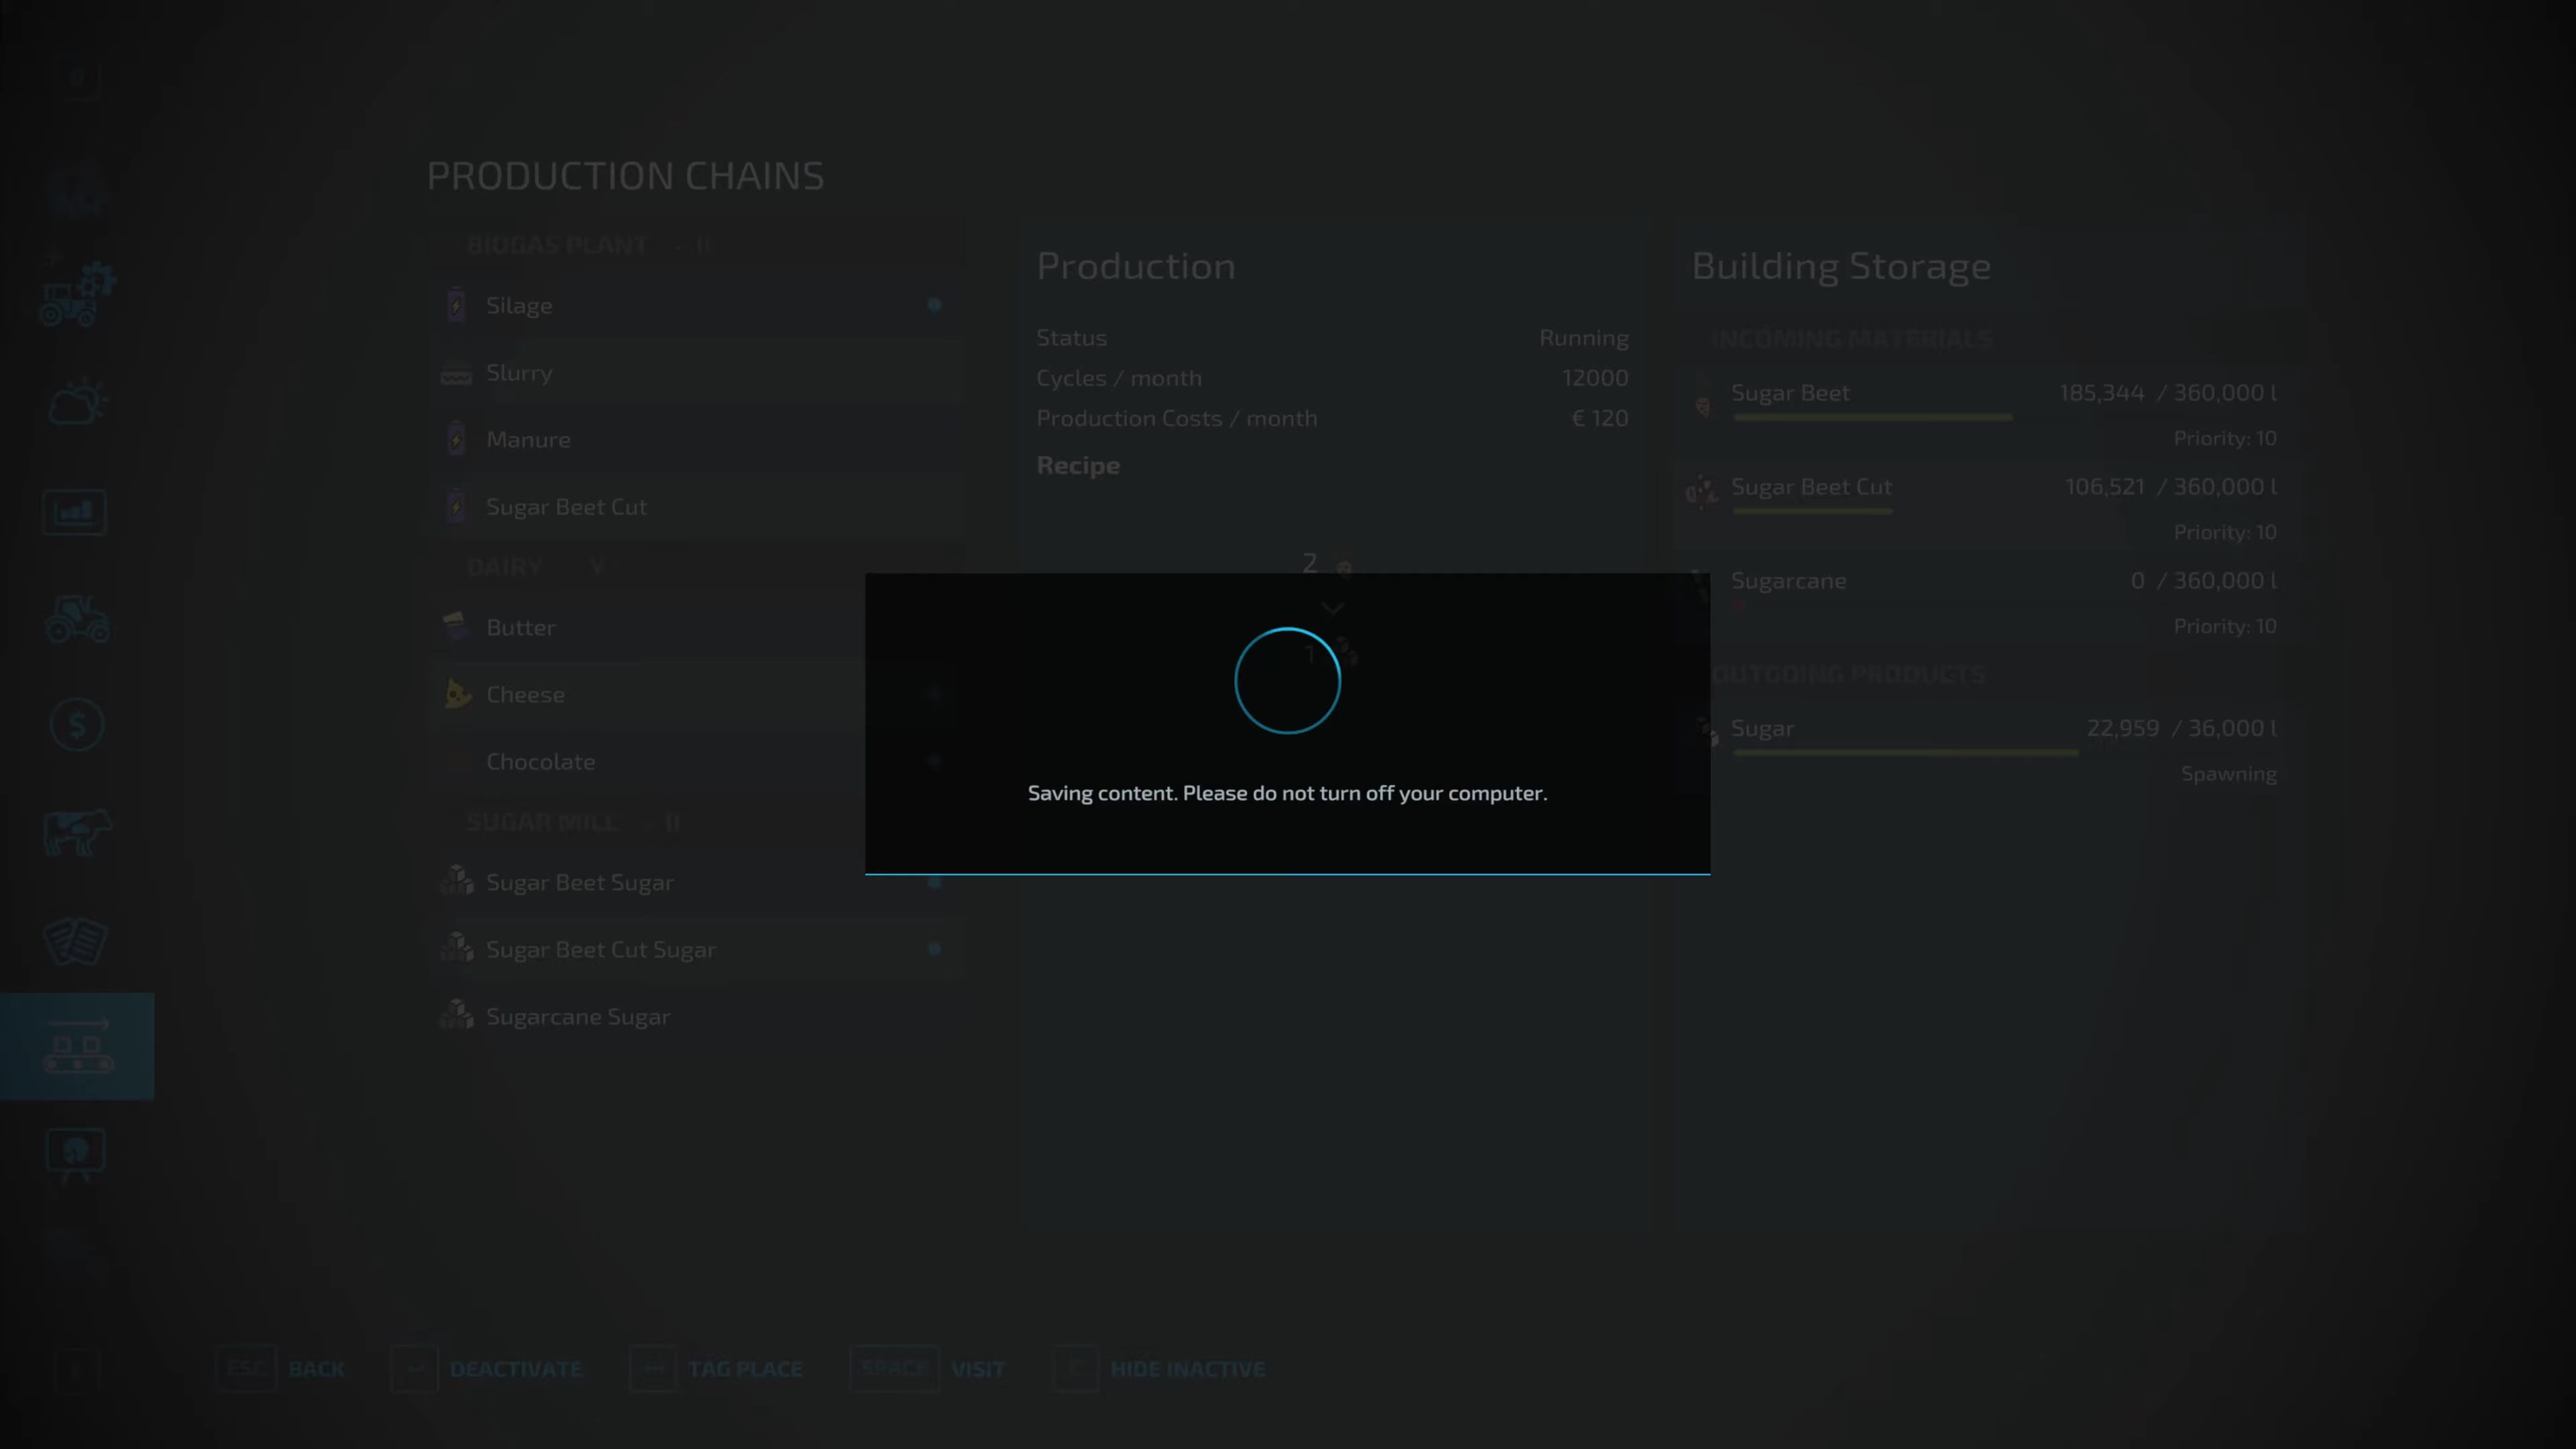 PRODUCTION CHAINS
BIOGAS PLANT - II
Silage
Slurry
Manure
Sugar Beet Cut
DAIRY V
Butter
Cheese
Chocolate
SUGAR MILL - II
Sugar Beet Sugar
Sugar Beet Cut Sugar
Sugarcane Sugar
Production
Status Running
Cycles / month 12000
Production Costs / month € 120
Recipe
2
1
Building Storage
INCOMING MATERIALS
Sugar Beet 185,344 / 360,000 l
Priority: 10
Sugar Beet Cut 106,521 / 360,000 l
Priority: 10
Sugarcane 0 / 360,000 l
Priority: 10
OUTGOING PRODUCTS
Sugar 22,959 / 36,000 l
Spawning
Saving content. Please do not turn off your computer.
ESC BACK DEACTIVATE TAG PLACE SPACE VISIT HIDE INACTIVE